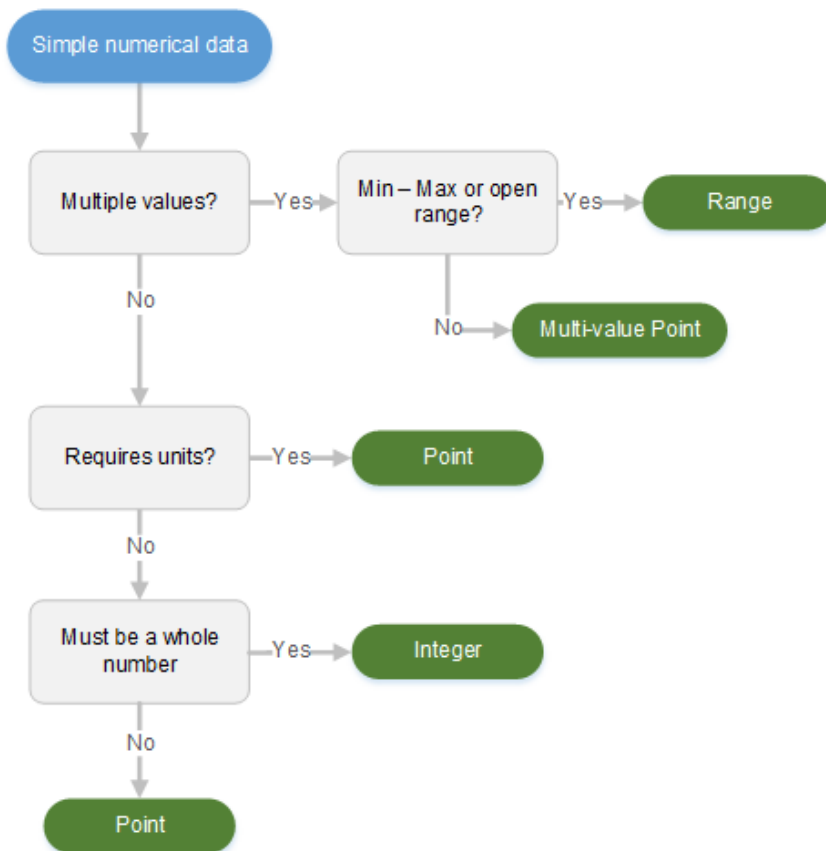 Simple numerical data
Multiple values?
Yes
Min – Max or open
range?
Yes
Range
No
No
Multi-value Point
Requires units?
Yes
Point
No
Must be a whole
number
Yes
Integer
No
Point